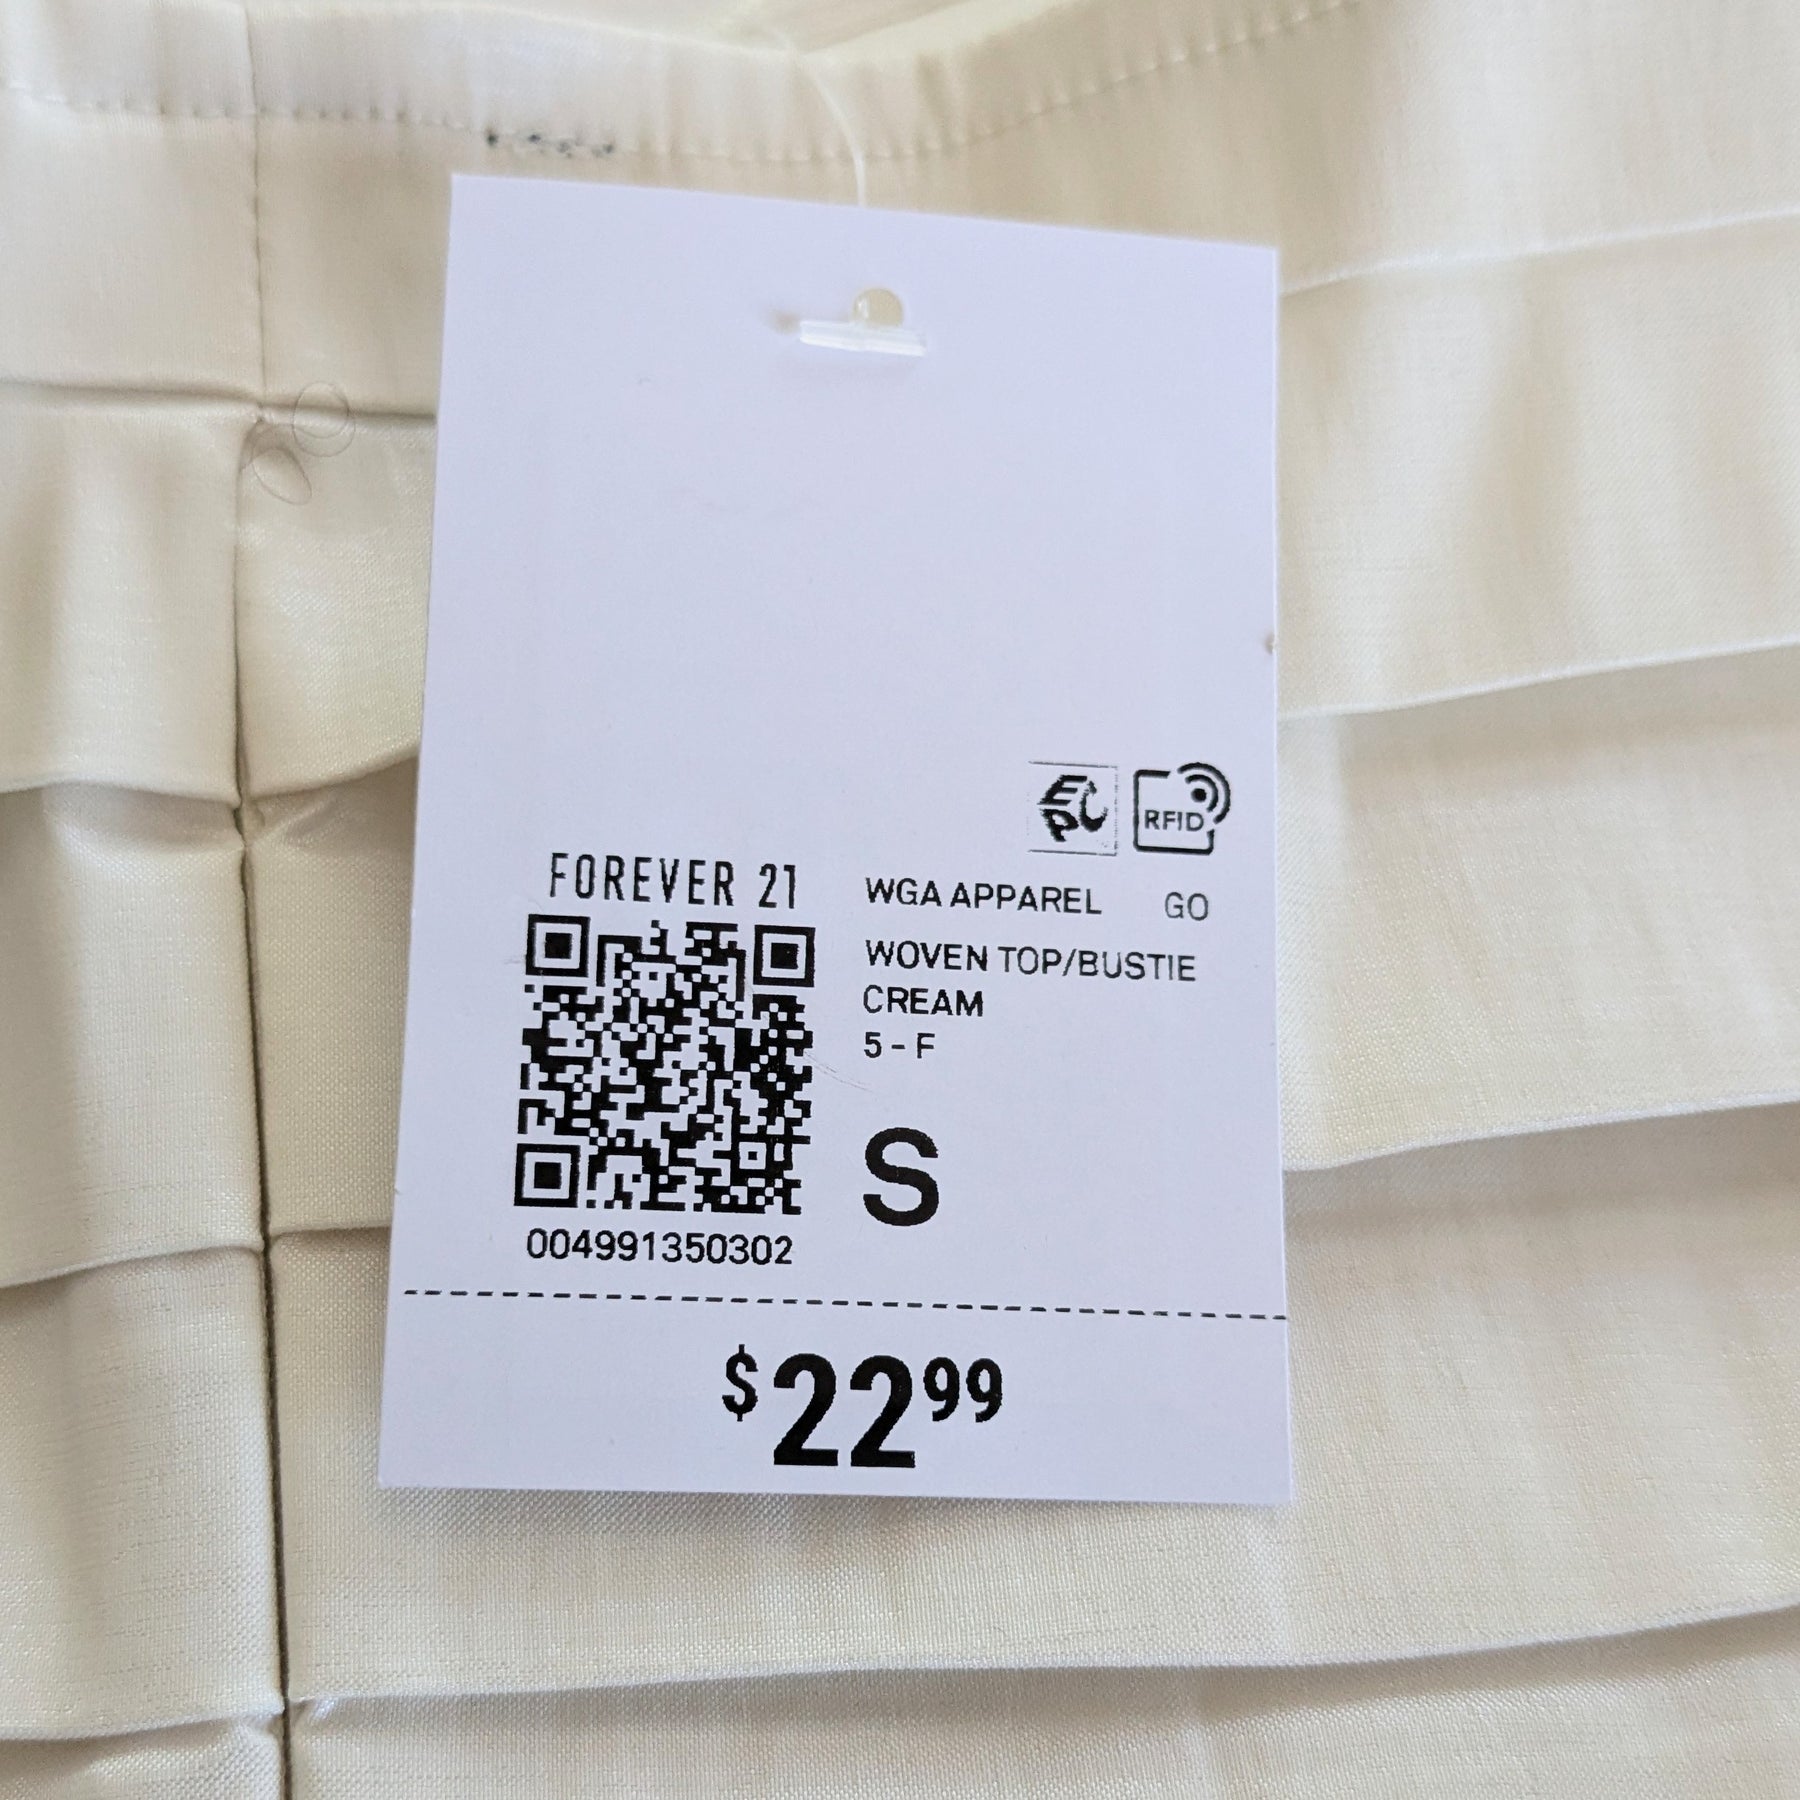 EPC
RFID
FOREVER 21
WGA APPAREL GO
WOVEN TOP/BUSTIE
CREAM
5 - F
S
004991350302
$22 99